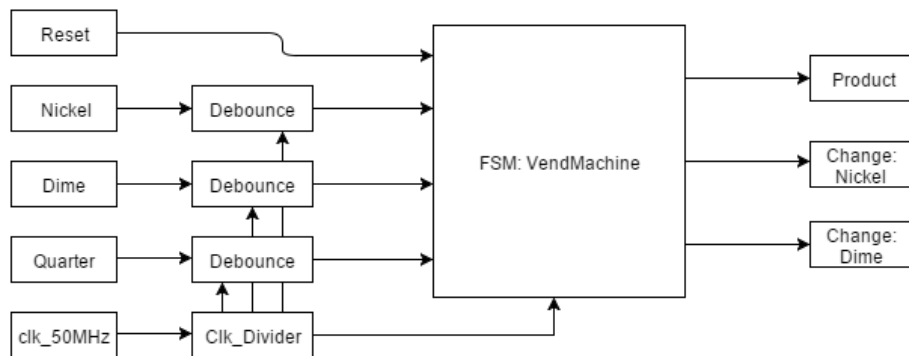 Reset
Nickel
Debounce
Dime
Debounce
Quarter
Debounce
clk_50MHz
Clk_Divider
FSM: VendMachine
Product
Change:
Nickel
Change:
Dime